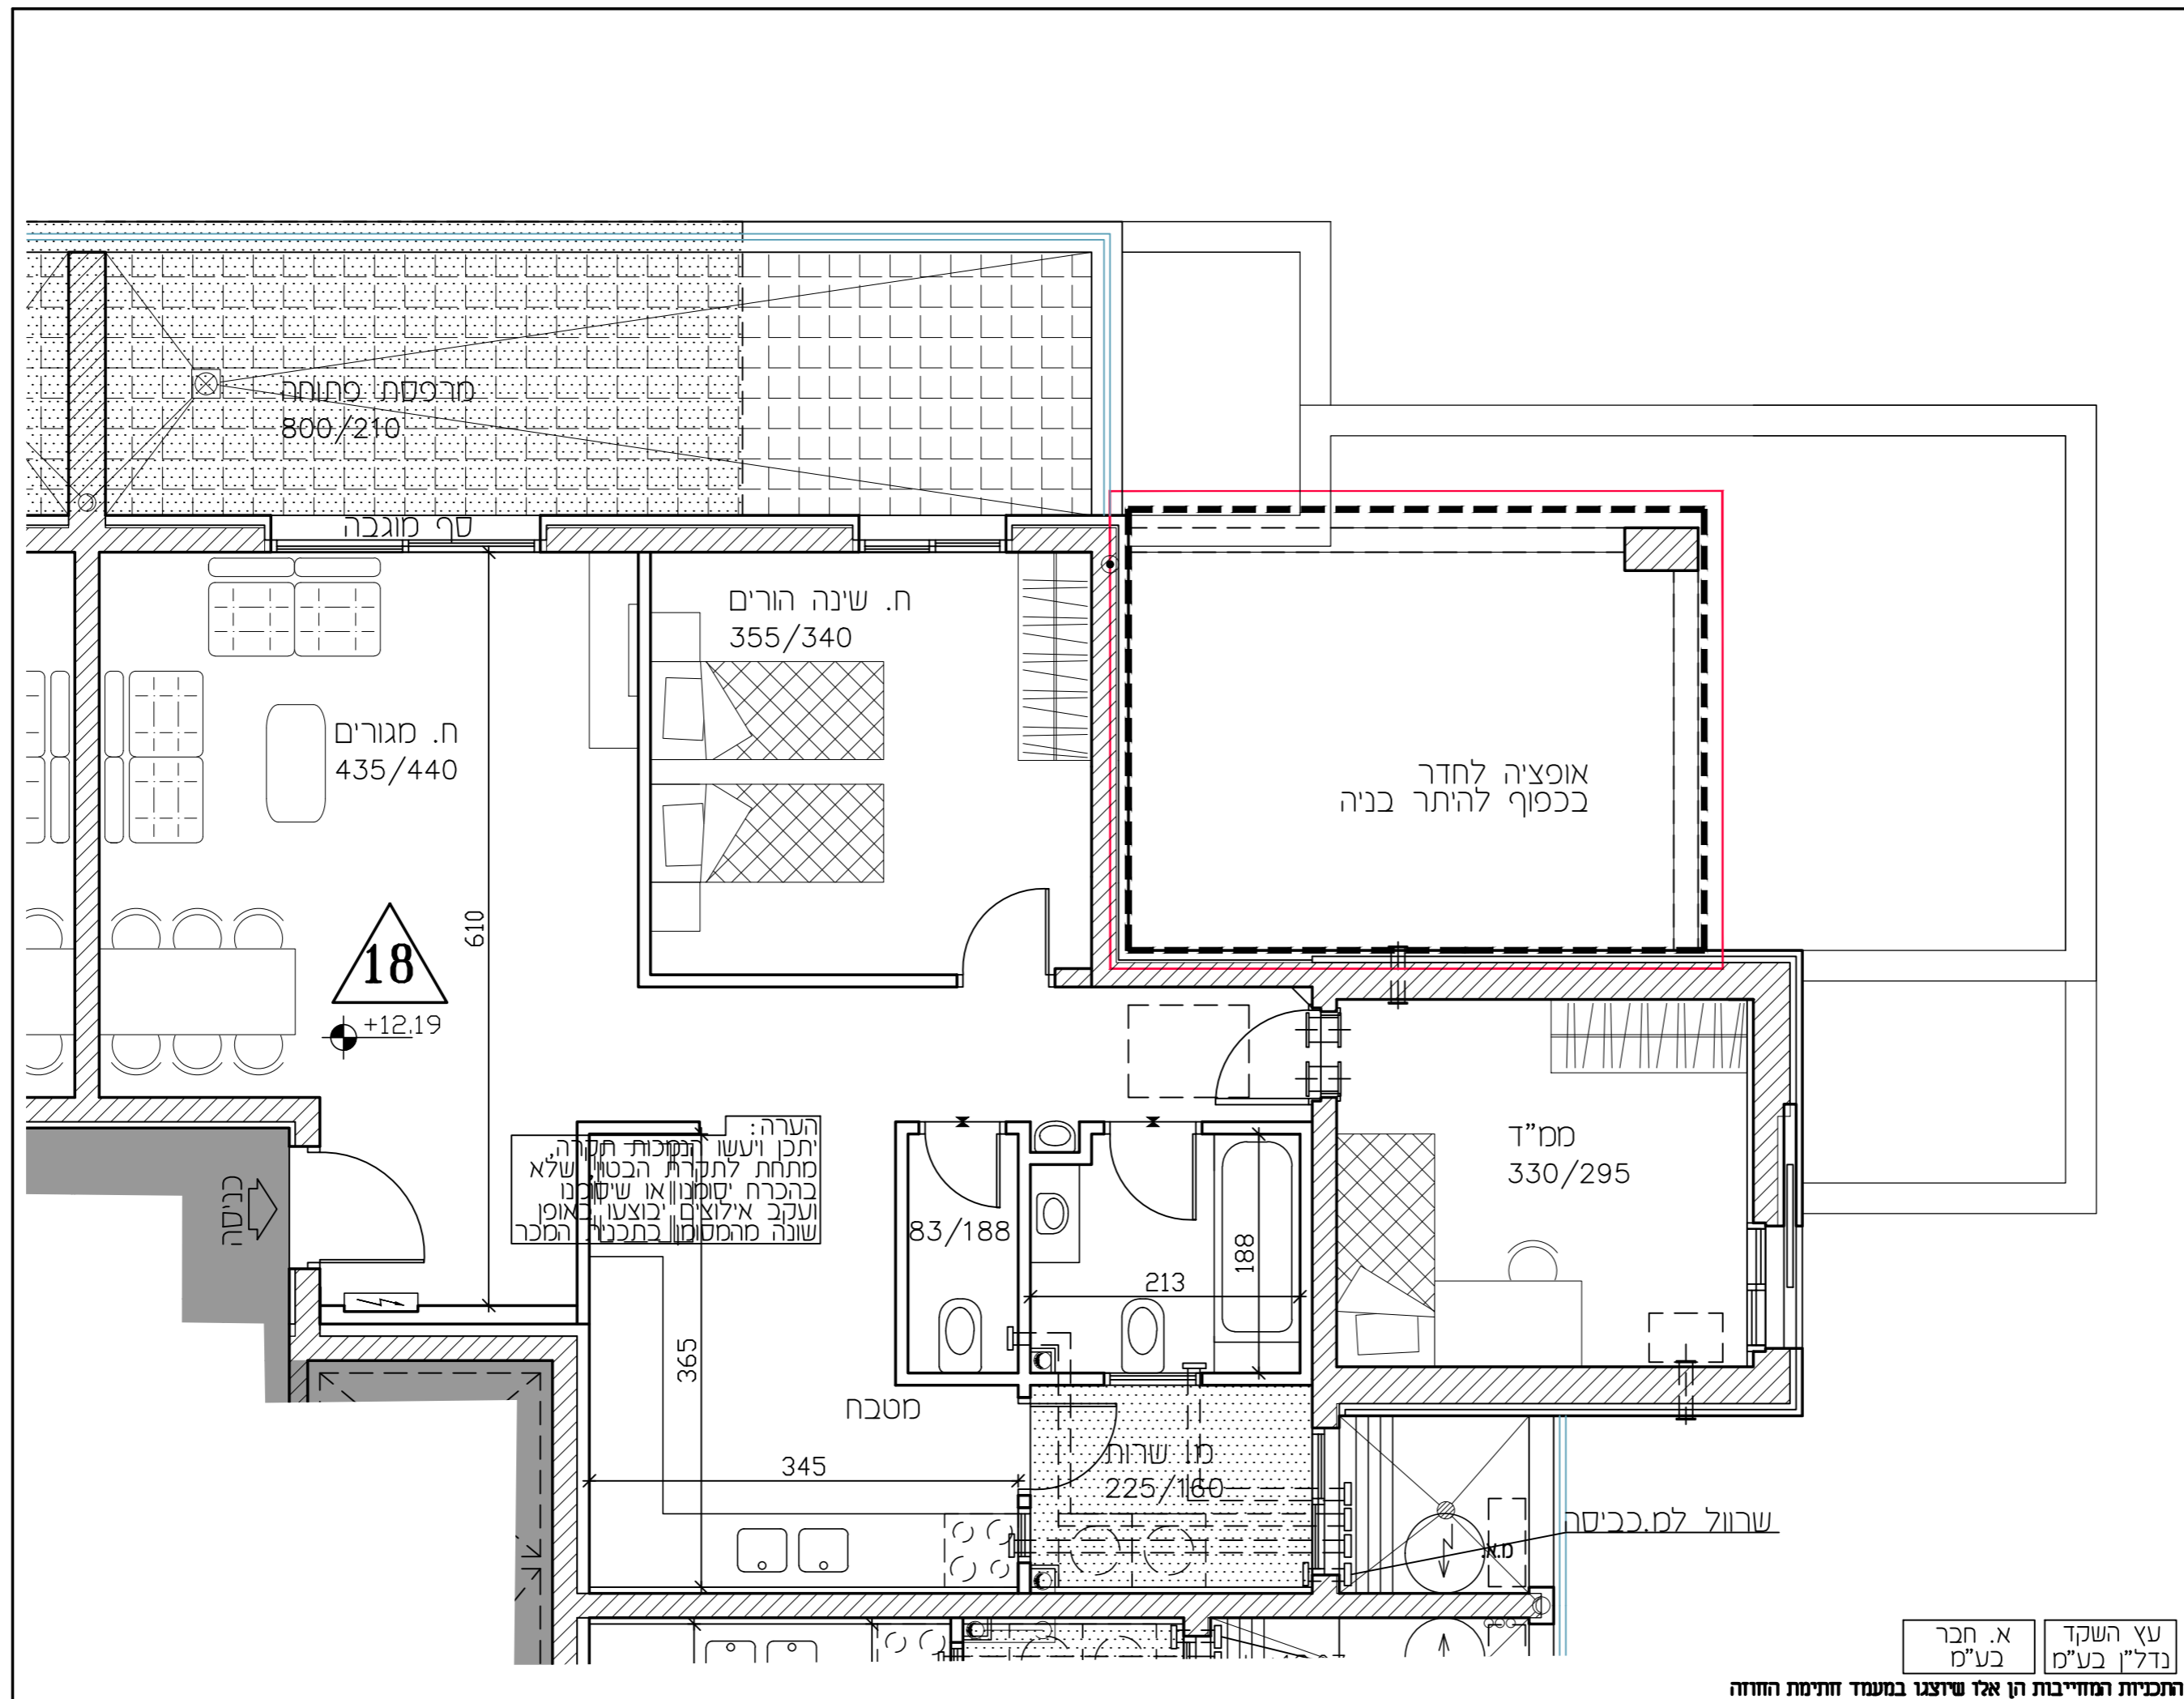 מרפסת פתוחה
800/210
סף מוגבה
ח. שינה הורים
355/340
ח. מגורים
435/440
610
אופציה לחדר
בכפוף להיתר בניה
18
+12.19
כניסה
הערה:
יתכן ויעשו הנמכות תקרה,
מתחת לתקרת הבטון, שלא
בהכרח יסומנו או שיסומנו
ועקב אילוצים יבוצעו באופן
שונה מהמסומן בתכנית המכר
83/188
213
188
ממ"ד
330/295
365
מטבח
345
מ. שרות
225/160
שרוול למ.כביסה
מ.א.
עץ השקד
נדל"ן בע"מ
א. חבר
בע"מ
התכניות המחייבות הן אלו שיוצגו במעמד חתימת החוזה